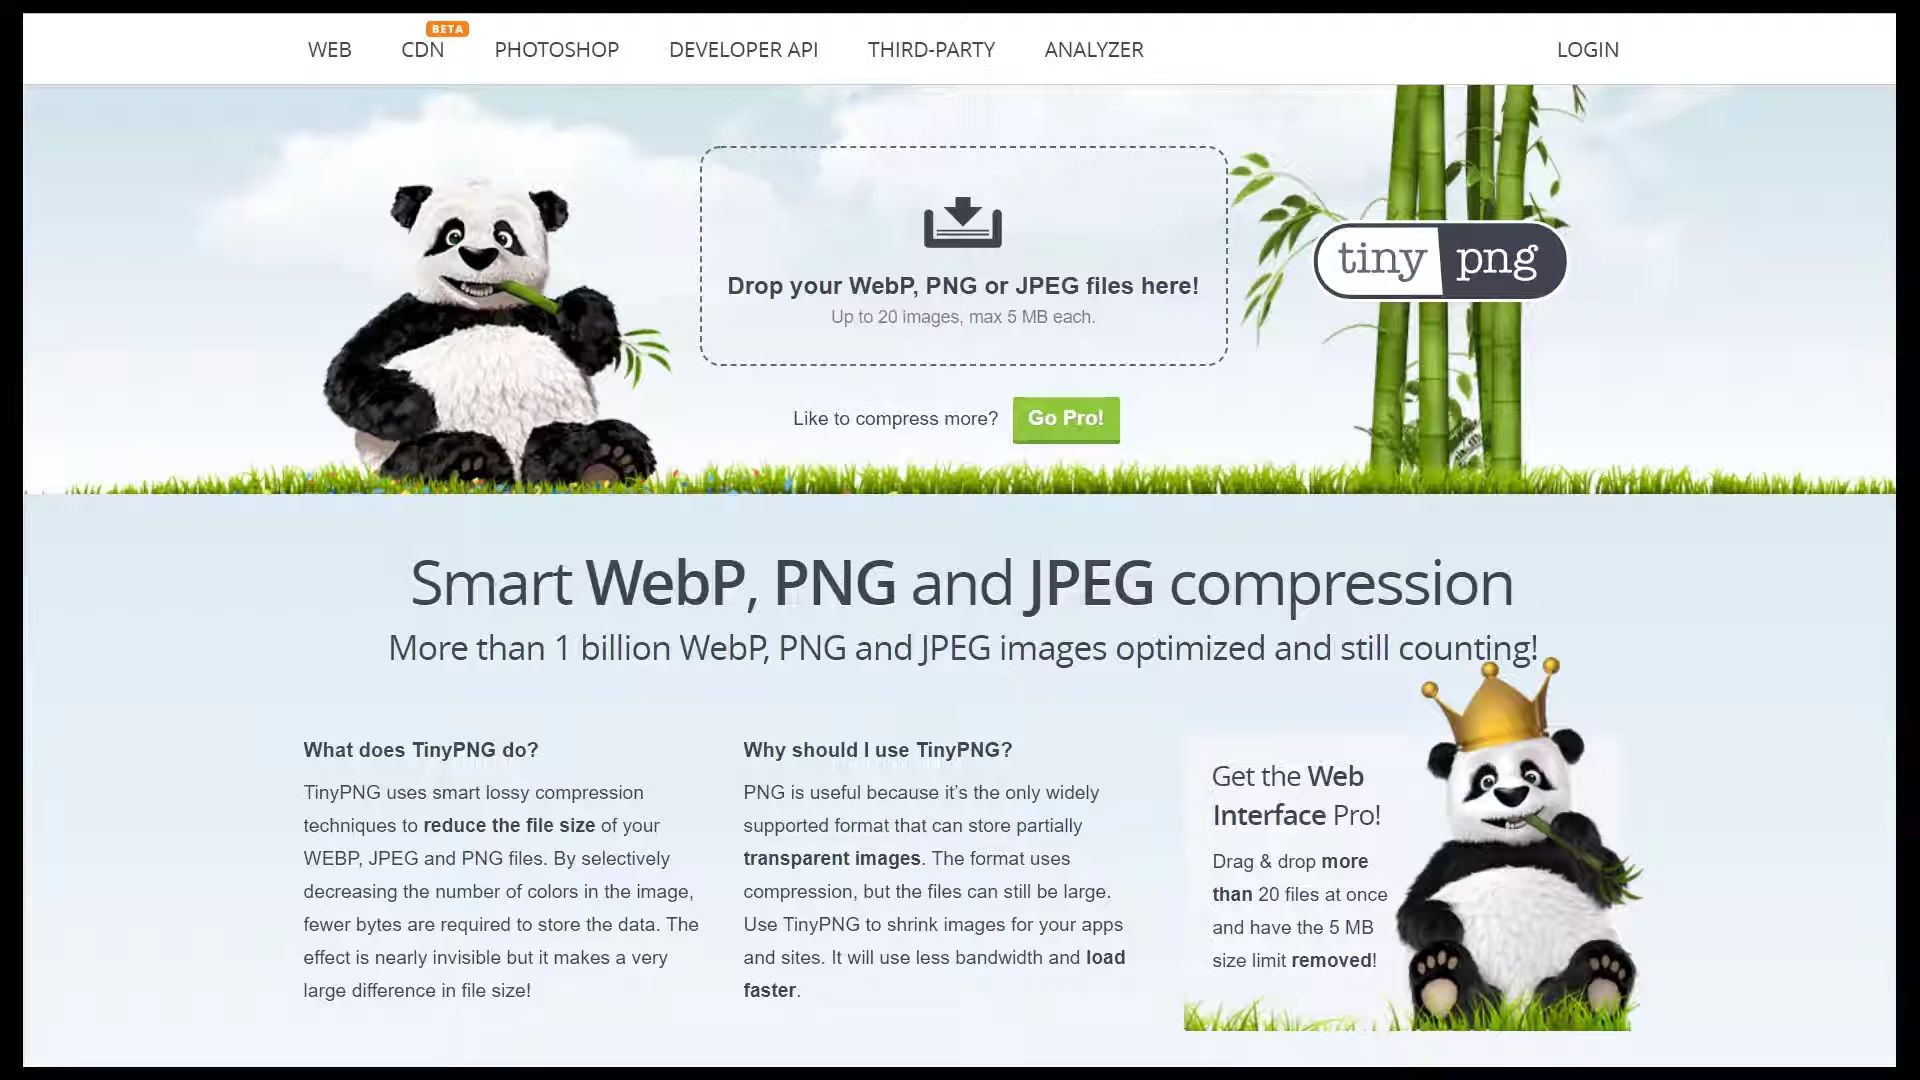 WEB CDN BETA PHOTOSHOP DEVELOPER API THIRD-PARTY ANALYZER LOGIN
Drop your WebP, PNG or JPEG files here!
Up to 20 images, max 5 MB each.
tiny png
Like to compress more? Go Pro!
Smart WebP, PNG and JPEG compression
More than 1 billion WebP, PNG and JPEG images optimized and still counting!
What does TinyPNG do?
TinyPNG uses smart lossy compression
techniques to reduce the file size of your
WEBP, JPEG and PNG files. By selectively
decreasing the number of colors in the image,
fewer bytes are required to store the data. The
effect is nearly invisible but it makes a very
large difference in file size!
Why should I use TinyPNG?
PNG is useful because it’s the only widely
supported format that can store partially
transparent images. The format uses
compression, but the files can still be large.
Use TinyPNG to shrink images for your apps
and sites. It will use less bandwidth and load
faster.
Get the Web
Interface Pro!
Drag & drop more
than 20 files at once
and have the 5 MB
size limit removed!